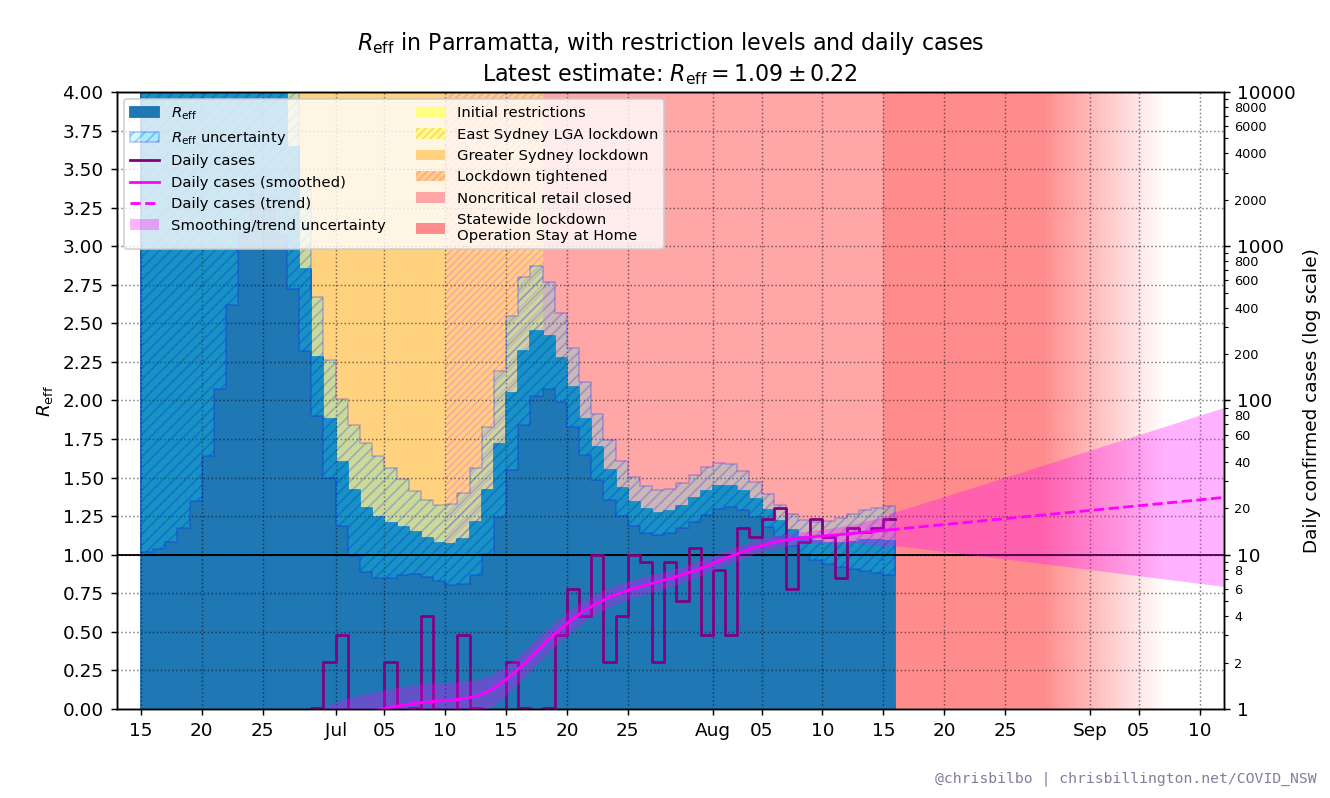 Reff in Parramatta, with restriction levels and daily cases
Latest estimate: Reff = 1.09 ± 0.22
Reff
Reff uncertainty
Daily cases
Daily cases (smoothed)
Daily cases (trend)
Smoothing/trend uncertainty
Initial restrictions
East Sydney LGA lockdown
Greater Sydney lockdown
Lockdown tightened
Noncritical retail closed
Statewide lockdown
Operation Stay at Home
4.00
3.75
3.50
3.25
3.00
2.75
2.50
2.25
2.00
1.75
1.50
1.25
1.00
0.75
0.50
0.25
0.00
Reff
10000
8000
6000
4000
2000
1000
800
600
400
200
100
80
60
40
20
10
8
6
4
2
1
Daily confirmed cases (log scale)
15 20 25 Jul 05 10 15 20 25 Aug 05 10 15 20 25 Sep 05 10
@chrisbilbo | chrisbillington.net/COVID_NSW